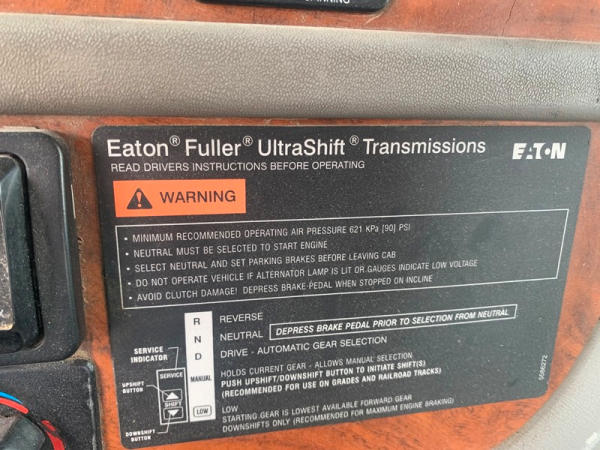 Eaton® Fuller® UltraShift® Transmissions
EATON
READ DRIVERS INSTRUCTIONS BEFORE OPERATING
WARNING
• MINIMUM RECOMMENDED OPERATING AIR PRESSURE 621 KPa [90] PSI
• NEUTRAL MUST BE SELECTED TO START ENGINE
• SELECT NEUTRAL AND SET PARKING BRAKES BEFORE LEAVING CAB
• DO NOT OPERATE VEHICLE IF ALTERNATOR LAMP IS LIT OR GAUGES INDICATE LOW VOLTAGE
• AVOID CLUTCH DAMAGE! DEPRESS BRAKE PEDAL WHEN STOPPED ON INCLINE
R REVERSE
N NEUTRAL DEPRESS BRAKE PEDAL PRIOR TO SELECTION FROM NEUTRAL
D DRIVE - AUTOMATIC GEAR SELECTION
SERVICE
INDICATOR
MANUAL
HOLDS CURRENT GEAR - ALLOWS MANUAL SELECTION
PUSH UPSHIFT/DOWNSHIFT BUTTON TO INITIATE SHIFT(S)
(RECOMMENDED FOR USE ON GRADES AND RAILROAD TRACKS)
UPSHIFT
BUTTON
SERVICE
SHIFT
DOWNSHIFT
BUTTON
LOW
LOW
STARTING GEAR IS LOWEST AVAILABLE FORWARD GEAR
DOWNSHIFTS ONLY (RECOMMENDED FOR MAXIMUM ENGINE BRAKING)
5586272